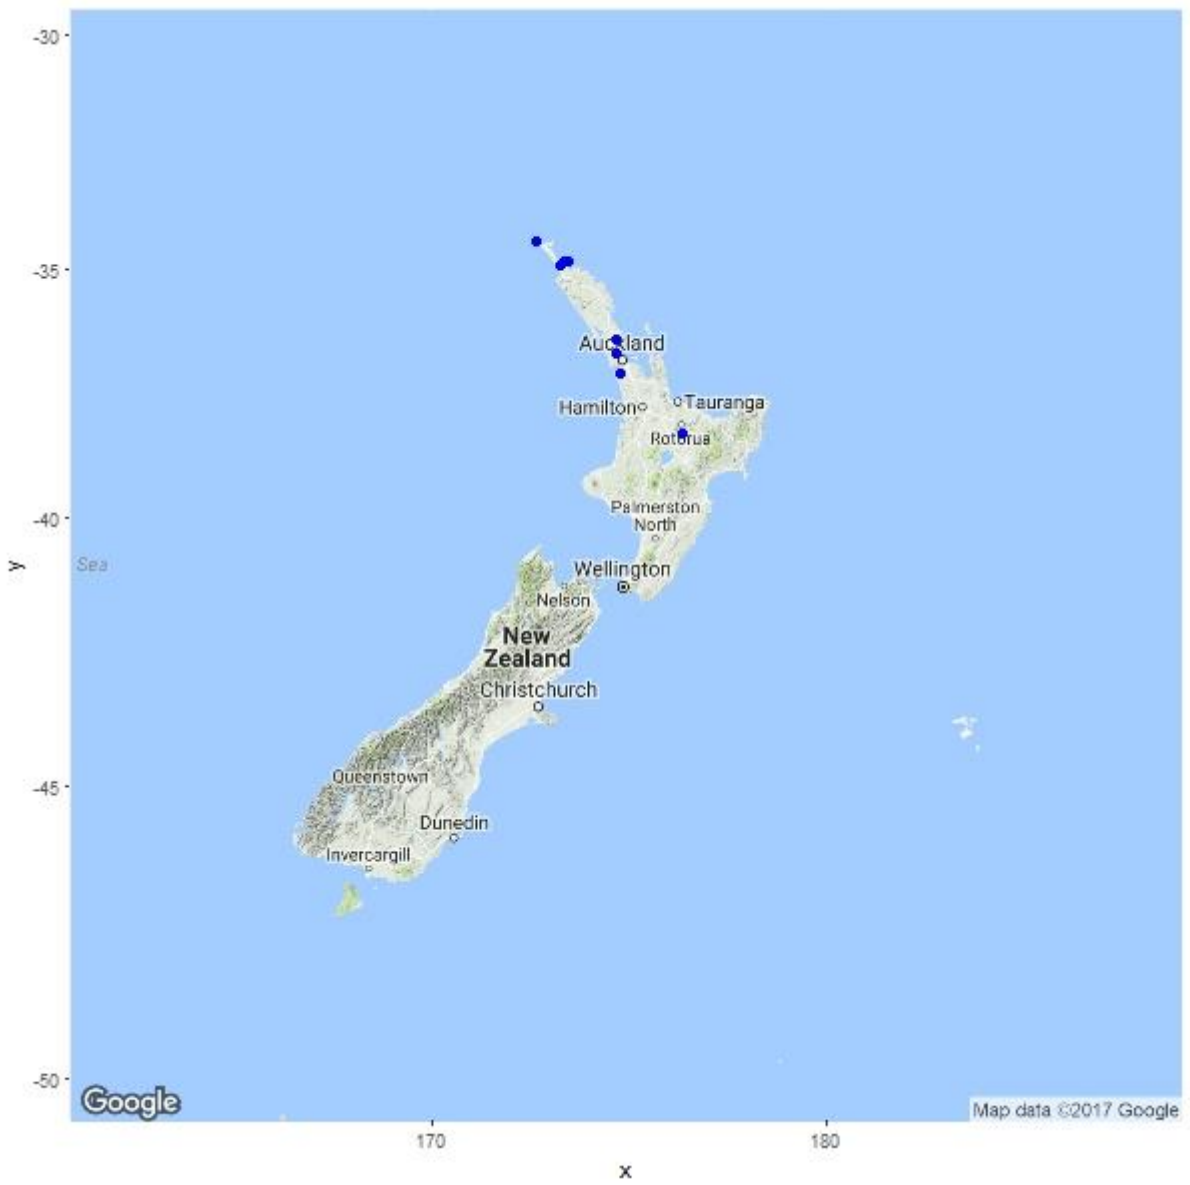 -30
-35
Auckland
Hamilton
Tauranga
Rotorua
Palmerston
North
-40
y
Sea
Wellington
Nelson
New
Zealand
Christchurch
-45
Queenstown
Dunedin
Invercargill
-50
Google
Map data ©2017 Google
170
180
x